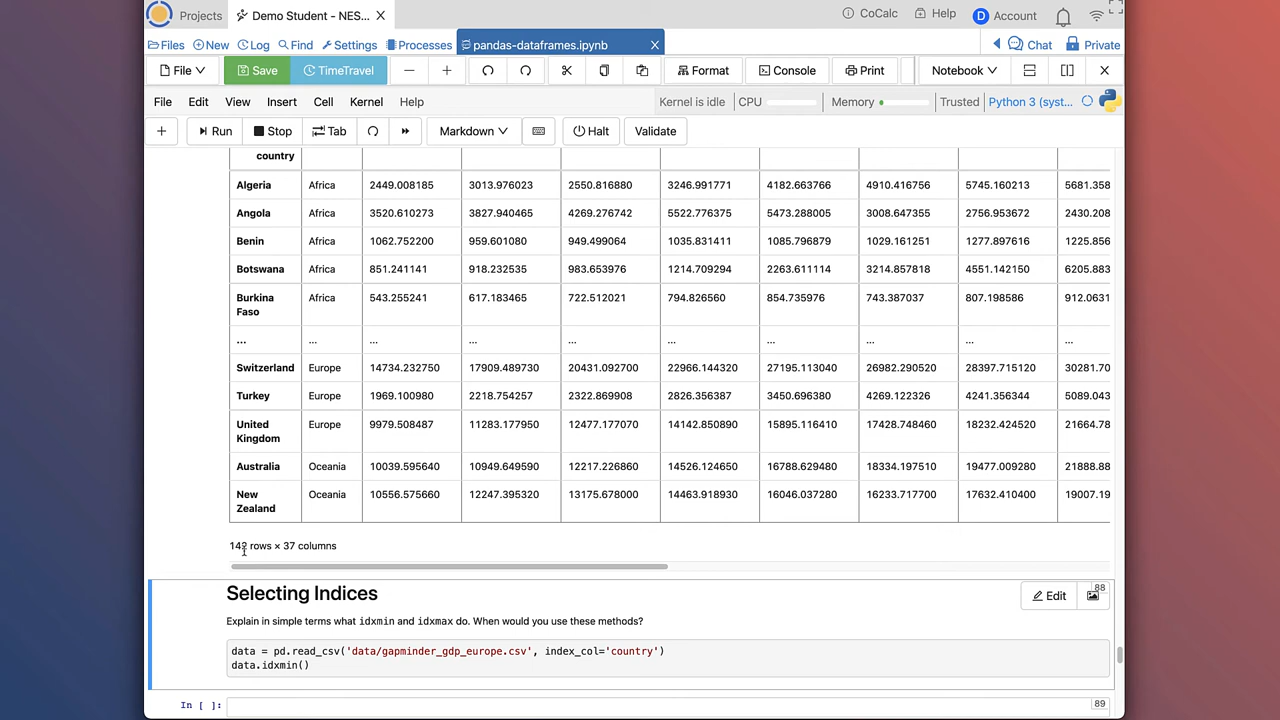 Projects Demo Student - NES... CoCalc Help D Account
Files New Log Find Settings Processes pandas-dataframes.ipynb Chat Private
File Save TimeTravel Format Console Print Notebook
File Edit View Insert Cell Kernel Help Kernel is idle CPU Memory Trusted Python 3 (syst...
Run Stop Tab Markdown Halt Validate
country
Algeria Africa 2449.008185 3013.976023 2550.816880 3246.991771 4182.663766 4910.416756 5745.160213 5681.358
Angola Africa 3520.610273 3827.940465 4269.276742 5522.776375 5473.288005 3008.647355 2756.953672 2430.208
Benin Africa 1062.752200 959.601080 949.499064 1035.831411 1085.796879 1029.161251 1277.897616 1225.856
Botswana Africa 851.241141 918.232535 983.653976 1214.709294 2263.611114 3214.857818 4551.142150 6205.883
Burkina Faso Africa 543.255241 617.183465 722.512021 794.826560 854.735976 743.387037 807.198586 912.0631
... ... ... ... ... ... ... ... ... ...
Switzerland Europe 14734.232750 17909.489730 20431.092700 22966.144320 27195.113040 26982.290520 28397.715120 30281.70
Turkey Europe 1969.100980 2218.754257 2322.869908 2826.356387 3450.696380 4269.122326 4241.356344 5089.043
United Kingdom Europe 9979.508487 11283.177950 12477.177070 14142.850890 15895.116410 17428.748460 18232.424520 21664.78
Australia Oceania 10039.595640 10949.649590 12217.226860 14526.124650 16788.629480 18334.197510 19477.009280 21888.88
New Zealand Oceania 10556.575660 12247.395320 13175.678000 14463.918930 16046.037280 16233.717700 17632.410400 19007.19
142 rows × 37 columns
Selecting Indices Edit 88
Explain in simple terms what idxmin and idxmax do. When would you use these methods?
data = pd.read_csv('data/gapminder_gdp_europe.csv', index_col='country')
data.idxmin()
In [ ]: 89